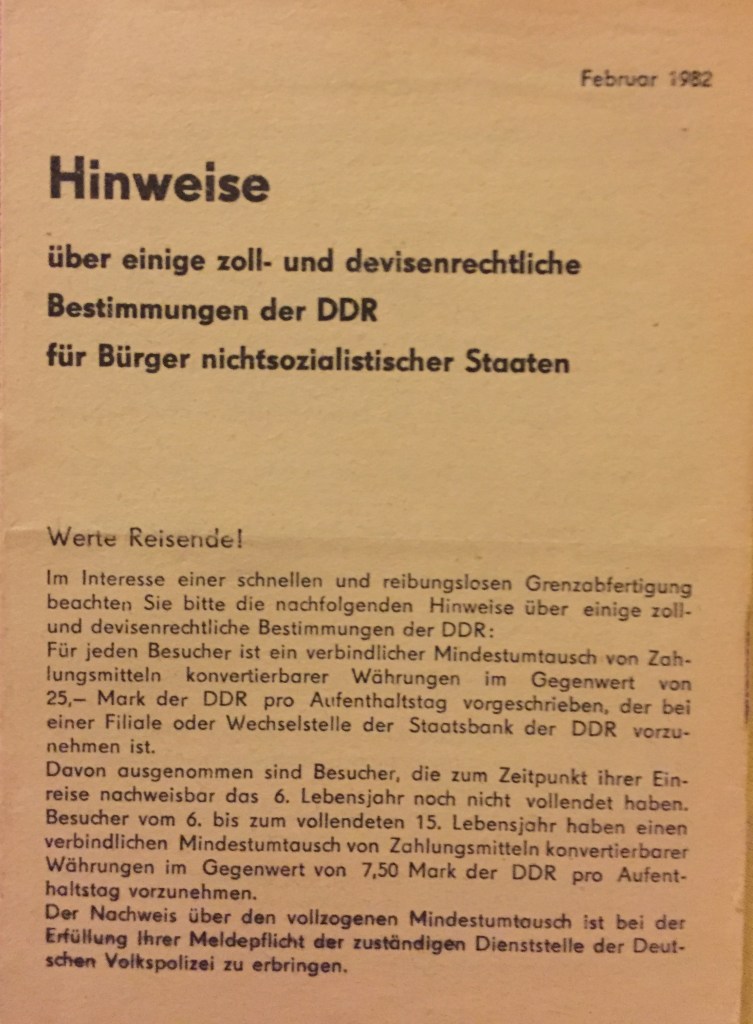 Februar 1982
Hinweise
über einige zoll- und devisenrechtliche
Bestimmungen der DDR
für Bürger nichtsozialistischer Staaten
Werte Reisende!
Im Interesse einer schnellen und reibungslosen Grenzabfertigung
beachten Sie bitte die nachfolgenden Hinweise über einige zoll-
und devisenrechtliche Bestimmungen der DDR:
Für jeden Besucher ist ein verbindlicher Mindestumtausch von Zah-
lungsmitteln konvertierbarer Währungen im Gegenwert von
25,— Mark der DDR pro Aufenthaltstag vorgeschrieben, der bei
einer Filiale oder Wechselstelle der Staatsbank der DDR vorzu-
nehmen ist.
Davon ausgenommen sind Besucher, die zum Zeitpunkt ihrer Ein-
reise nachweisbar das 6. Lebensjahr noch nicht vollendet haben.
Besucher vom 6. bis zum vollendeten 15. Lebensjahr haben einen
verbindlichen Mindestumtausch von Zahlungsmitteln konvertierbarer
Währungen im Gegenwert von 7,50 Mark der DDR pro Aufent-
haltstag vorzunehmen.
Der Nachweis über den vollzogenen Mindestumtausch ist bei der
Erfüllung Ihrer Meldepflicht der zuständigen Dienststelle der Deut-
schen Volkspolizei zu erbringen.